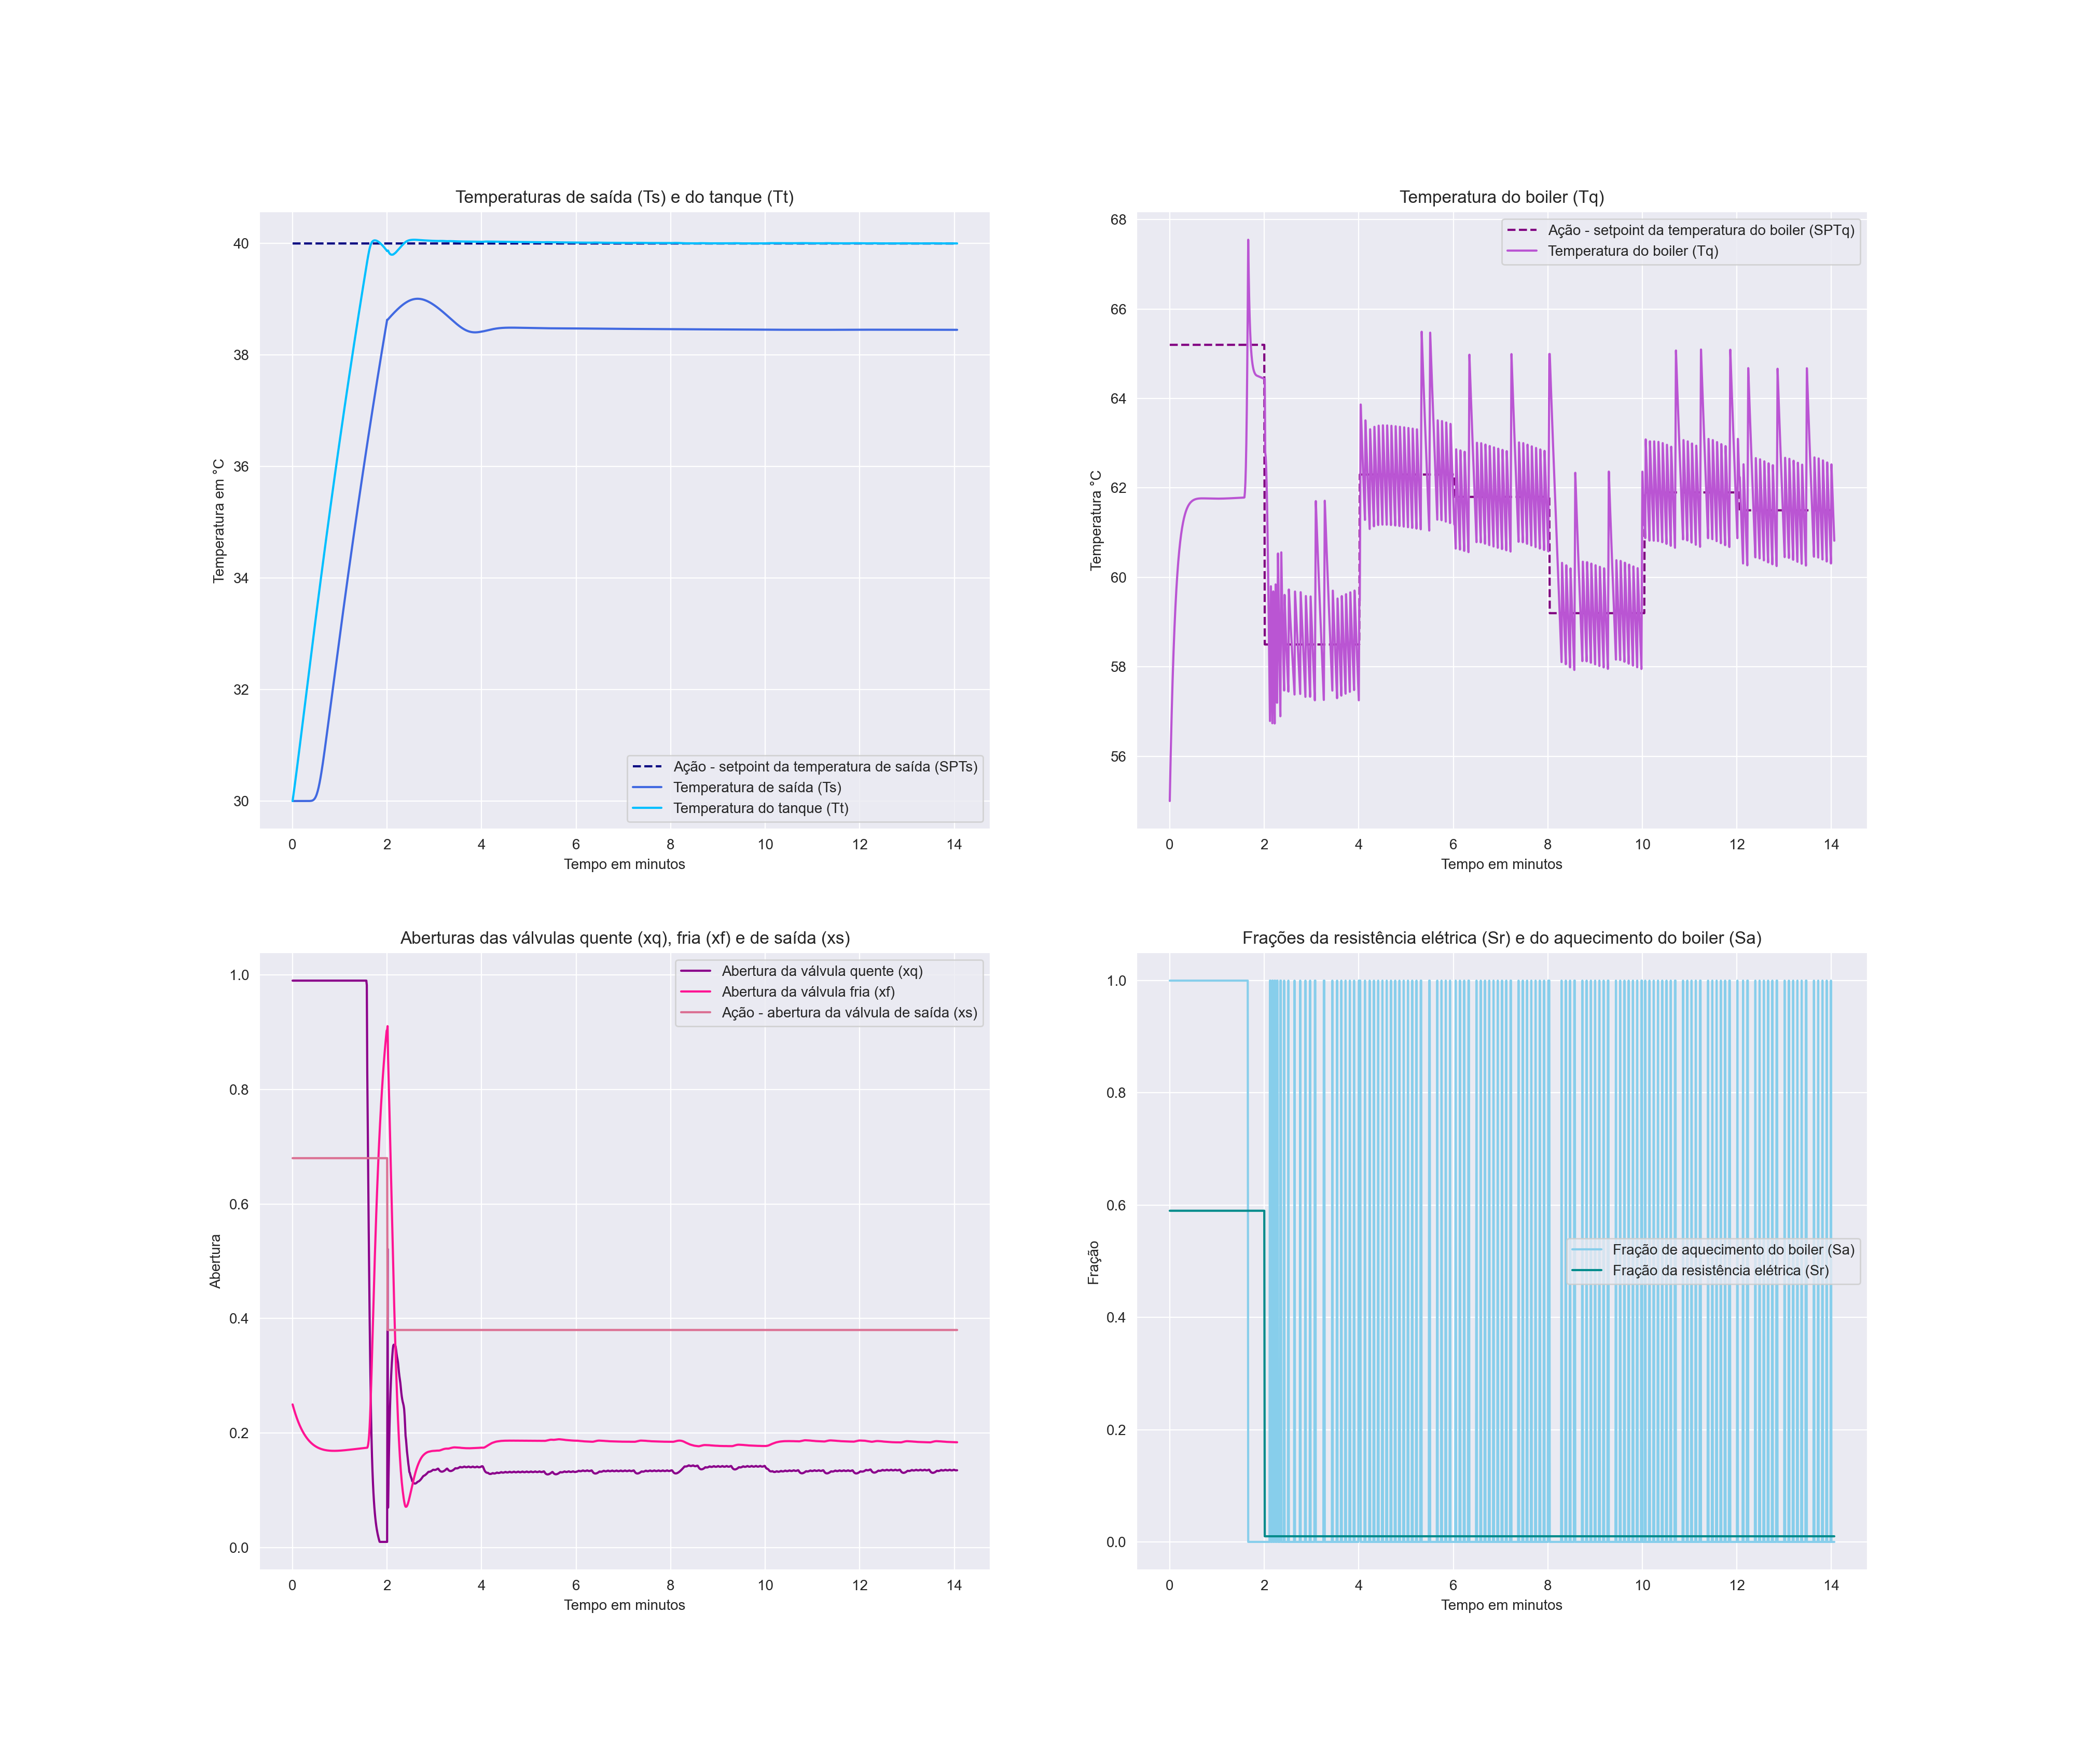 Temperaturas de saída (Ts) e do tanque (Tt)
40
38
36
34
32
30
Temperatura em °C
Ação - setpoint da temperatura de saída (SPTs)
Temperatura de saída (Ts)
Temperatura do tanque (Tt)
0 2 4 6 8 10 12 14
Tempo em minutos
Temperatura do boiler (Tq)
68
66
64
62
60
58
56
Temperatura °C
Ação - setpoint da temperatura do boiler (SPTq)
Temperatura do boiler (Tq)
0 2 4 6 8 10 12 14
Tempo em minutos
Aberturas das válvulas quente (xq), fria (xf) e de saída (xs)
1.0
0.8
0.6
0.4
0.2
0.0
Abertura
Abertura da válvula quente (xq)
Abertura da válvula fria (xf)
Ação - abertura da válvula de saída (xs)
0 2 4 6 8 10 12 14
Tempo em minutos
Frações da resistência elétrica (Sr) e do aquecimento do boiler (Sa)
1.0
0.8
0.6
0.4
0.2
0.0
Fração
Fração de aquecimento do boiler (Sa)
Fração da resistência elétrica (Sr)
0 2 4 6 8 10 12 14
Tempo em minutos